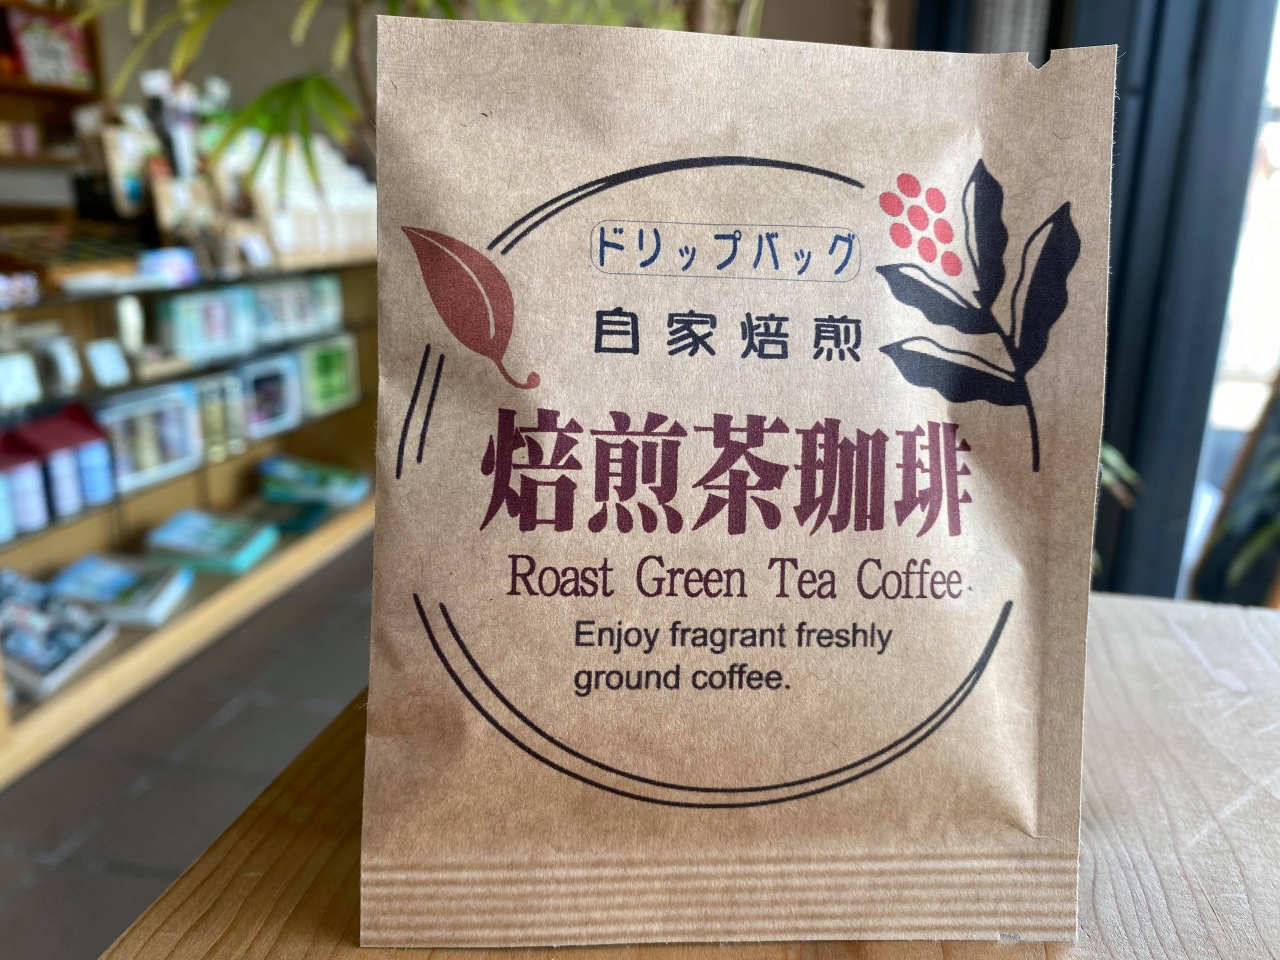 ドリップバッグ
自家焙煎
焙煎茶珈琲
Roast Green Tea Coffee
Enjoy fragrant freshly
ground coffee.